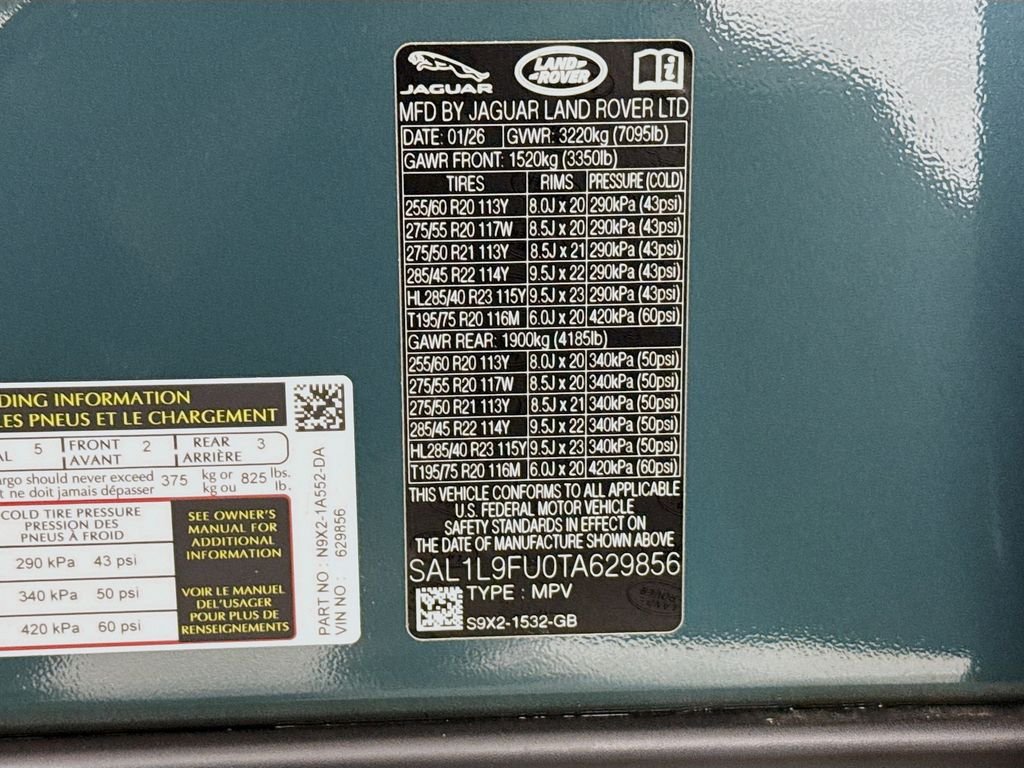 JAGUAR
LAND-
-ROVER
i
MFD BY JAGUAR LAND ROVER LTD
DATE: 01/26 GVWR: 3220kg (7095lb)
GAWR FRONT: 1520kg (3350lb)
TIRES RIMS PRESSURE (COLD)
255/60 R20 113Y 8.0J x 20 290kPa (43psi)
275/55 R20 117W 8.5J x 20 290kPa (43psi)
275/50 R21 113Y 8.5J x 21 290kPa (43psi)
285/45 R22 114Y 9.5J x 22 290kPa (43psi)
HL285/40 R23 115Y 9.5J x 23 290kPa (43psi)
T195/75 R20 116M 6.0J x 20 420kPa (60psi)
GAWR REAR: 1900kg (4185lb)
255/60 R20 113Y 8.0J x 20 340kPa (50psi)
275/55 R20 117W 8.5J x 20 340kPa (50psi)
275/50 R21 113Y 8.5J x 21 340kPa (50psi)
285/45 R22 114Y 9.5J x 22 340kPa (50psi)
HL285/40 R23 115Y 9.5J x 23 340kPa (50psi)
T195/75 R20 116M 6.0J x 20 420kPa (60psi)
THIS VEHICLE CONFORMS TO ALL APPLICABLE
U.S. FEDERAL MOTOR VEHICLE
SAFETY STANDARDS IN EFFECT ON
THE DATE OF MANUFACTURE SHOWN ABOVE
SAL1L9FU0TA629856
TYPE : MPV
S9X2-1532-GB
DING INFORMATION
LES PNEUS ET LE CHARGEMENT
AL 5 FRONT 2 REAR 3
AVANT ARRIÈRE
argo should never exceed 375 kg or 825 lbs.
t ne doit jamais dépasser kg ou lb.
COLD TIRE PRESSURE
PRESSION DES
PNEUS À FROID
290 kPa 43 psi
340 kPa 50 psi
420 kPa 60 psi
SEE OWNER'S
MANUAL FOR
ADDITIONAL
INFORMATION
VOIR LE MANUEL
DEL'USAGER
POUR PLUS DE
RENSEIGNEMENTS
PART NO : N9X2-1A552-DA
VIN NO : 629856